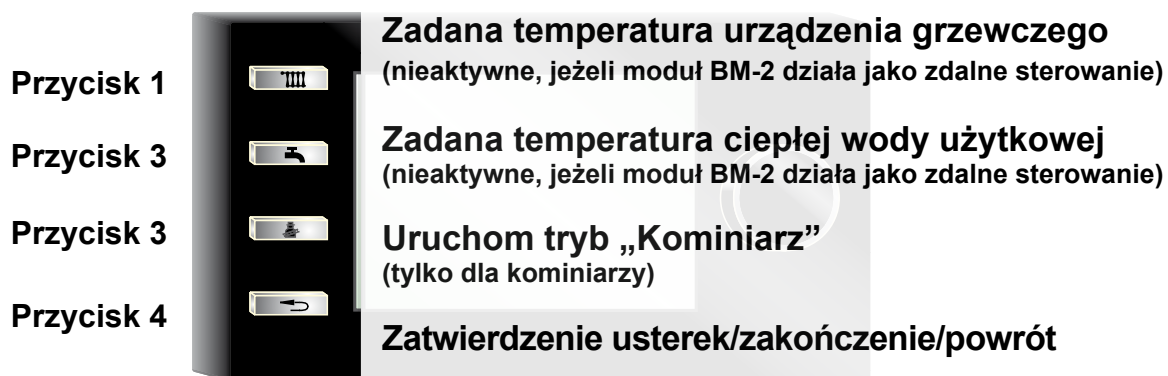 Zadana temperatura urządzenia grzewczego
Przycisk 1
(nieaktywne, jeżeli moduł BM-2 działa jako zdalne sterowanie)
Przycisk 3
Zadana temperatura ciepłej wody użytkowej
(nieaktywne, jeżeli moduł BM-2 działa jako zdalne sterowanie)
Przycisk 3
Uruchom tryb „Kominiarz”
(tylko dla kominiarzy)
Przycisk 4
Zatwierdzenie usterek/zakończenie/powrót